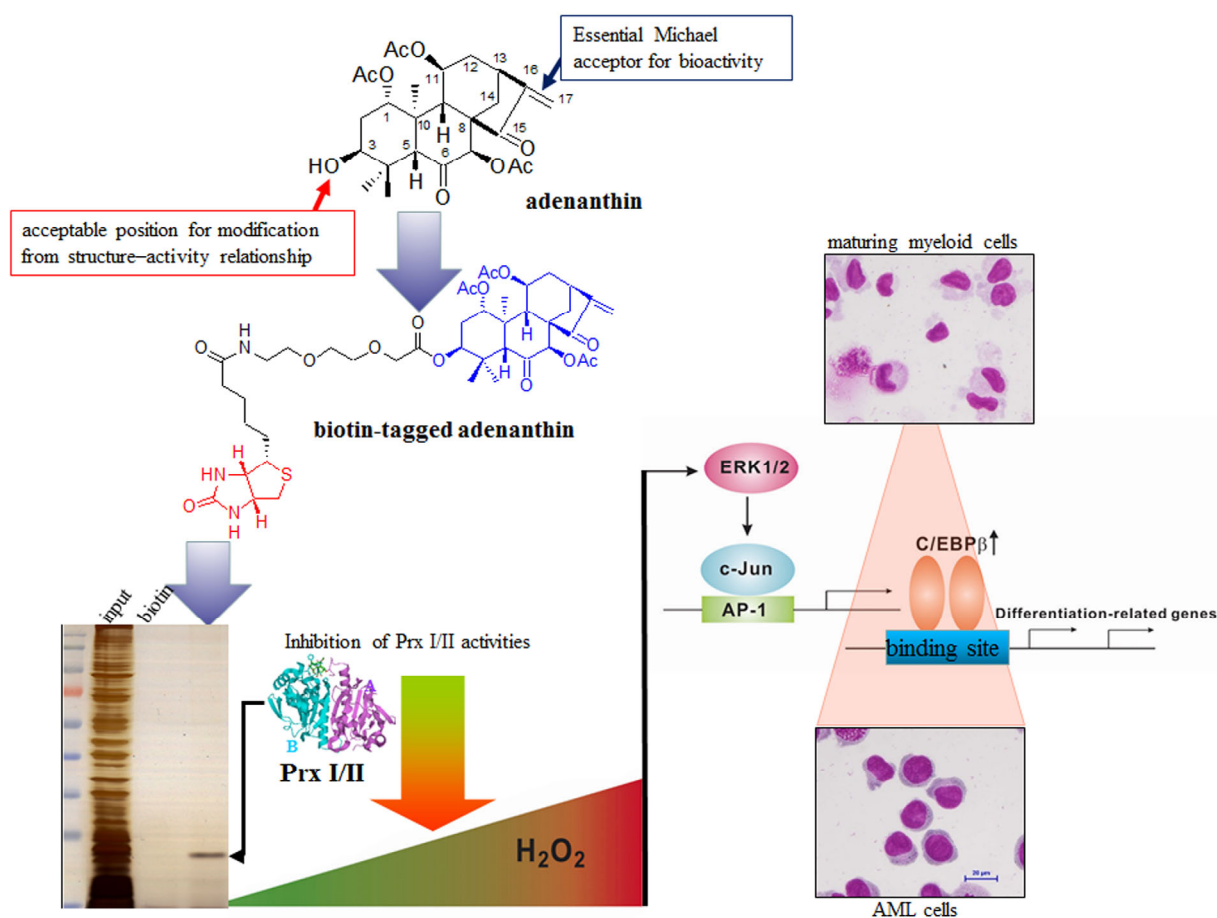 Essential Michael
acceptor for bioactivity
AcO
AcO
13
12
16
11
14
17
1
10
8
H
15
O
3
5
6
HO
H
OAc
O
adenanthin
acceptable position for modification
from structure–activity relationship
maturing myeloid cells
AcO
AcO
H
O
H
N
O
O
O
O
O
H
OAc
O
biotin-tagged adenanthin
H
HN
S
O
N
H
H
ERK1/2
C/EBPβ↑
c-Jun
AP-1
Differentiation-related genes
binding site
input
biotin
Inhibition of Prx I/II activities
A
B
Prx I/II
H2O2
20 μm
AML cells